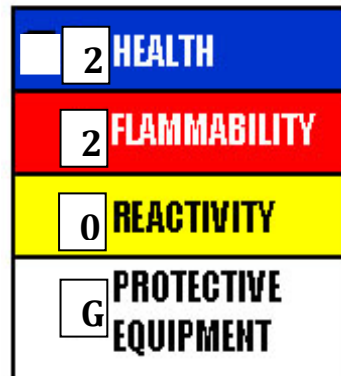 2 HEALTH
2 FLAMMABILITY
0 REACTIVITY
G PROTECTIVE
EQUIPMENT